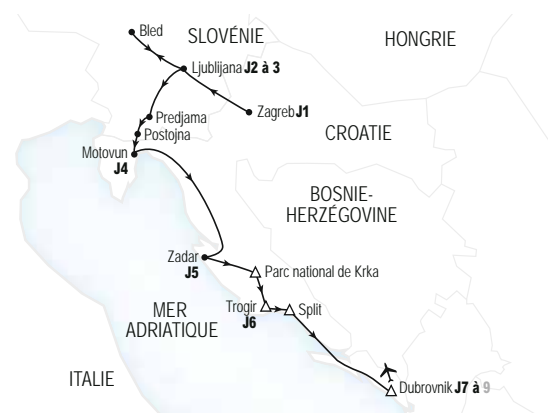 Bled
SLOVÉNIE
HONGRIE
Ljublijana J2 à 3
Zagreb J1
Predjama
Postojna
CROATIE
Motovun
J4
BOSNIE-
HERZÉGOVINE
Zadar
J5
Parc national de Krka
Trogir
J6
Split
MER
ADRIATIQUE
ITALIE
Dubrovnik J7 à 9